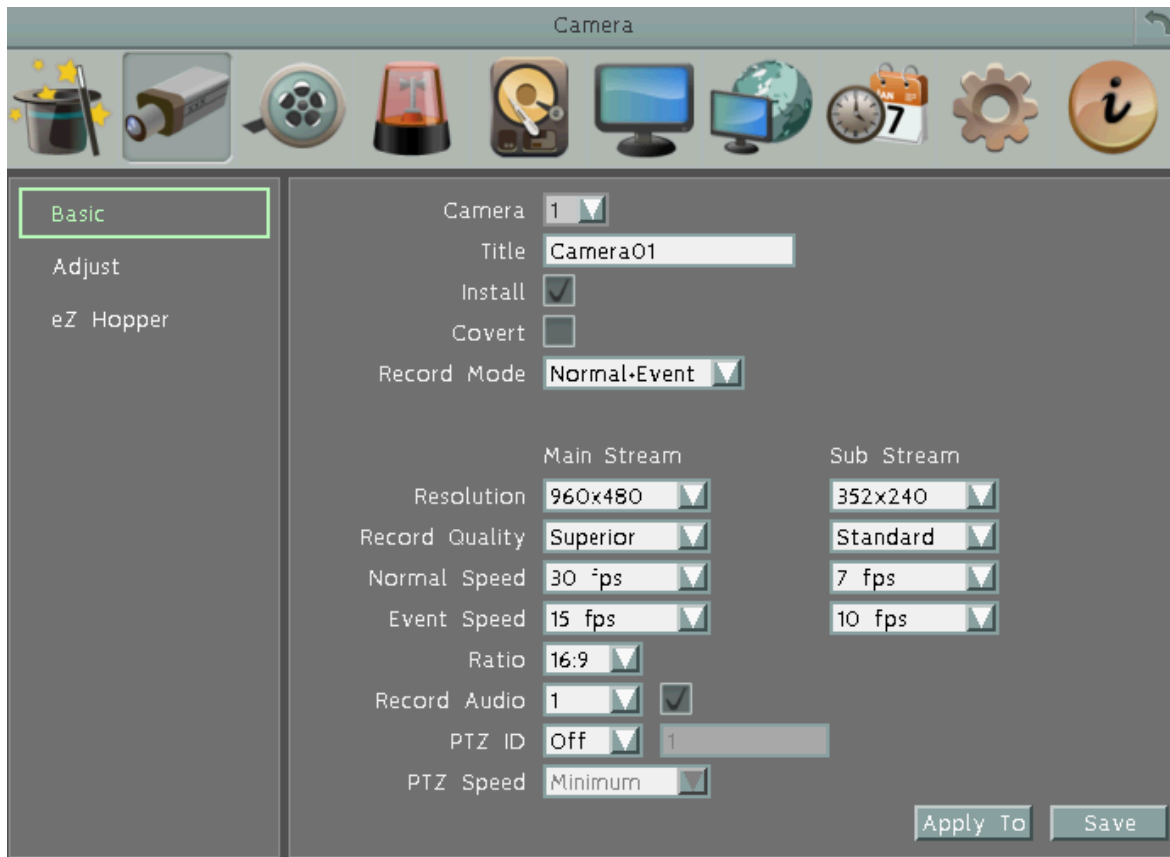 Camera
AN
7
i
Basic
Adjust
eZ Hopper
Camera 1
Title Camera01
Install
Covert
Record Mode Normal+Event
Main Stream Sub Stream
Resolution 960x480 352x240
Record Quality Superior Standard
Normal Speed 30 fps 7 fps
Event Speed 15 fps 10 fps
Ratio 16:9
Record Audio 1
PTZ ID Off 1
PTZ Speed Minimum
Apply To Save